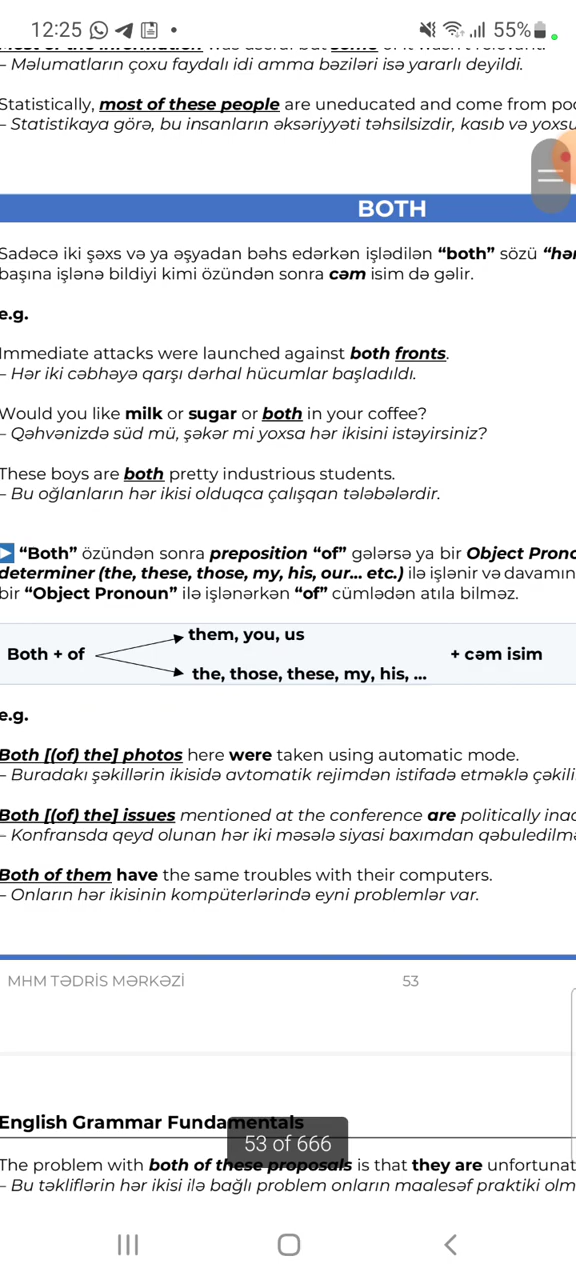 12:25 55%
– Məlumatların çoxu faydalı idi amma bəziləri isə yararlı deyildi.
Statistically, most of these people are uneducated and come from poo
– Statistikaya görə, bu insanların əksəriyyəti təhsilsizdir, kasıb və yoxsu
BOTH
Sadəcə iki şəxs və ya əşyadan bəhs edərkən işlədilən “both” sözü “hər
başına işlənə bildiyi kimi özündən sonra cəm isim də gəlir.
e.g.
Immediate attacks were launched against both fronts.
– Hər iki cəbhəyə qarşı dərhal hücumlar başladıldı.
Would you like milk or sugar or both in your coffee?
– Qəhvənizdə süd mü, şəkər mi yoxsa hər ikisini istəyirsiniz?
These boys are both pretty industrious students.
– Bu oğlanların hər ikisi olduqca çalışqan tələbələrdir.
“Both” özündən sonra preposition “of” gələrsə ya bir Object Prono
determiner (the, these, those, my, his, our... etc.) ilə işlənir və davamın
bir “Object Pronoun” ilə işlənərkən “of” cümlədən atıla bilməz.
them, you, us
Both + of + cəm isim
the, those, these, my, his, ...
e.g.
Both [(of) the] photos here were taken using automatic mode.
– Buradakı şəkillərin ikisidə avtomatik rejimdən istifadə etməklə çəkili
Both [(of) the] issues mentioned at the conference are politically inac
– Konfransda qeyd olunan hər iki məsələ siyasi baxımdan qəbuledilmə
Both of them have the same troubles with their computers.
– Onların hər ikisinin kompüterlərində eyni problemlər var.
MHM TƏDRİS MƏRKƏZİ 53
English Grammar Fundamentals
53 of 666
The problem with both of these proposals is that they are unfortunat
– Bu təkliflərin hər ikisi ilə bağlı problem onların maalesəf praktiki olm